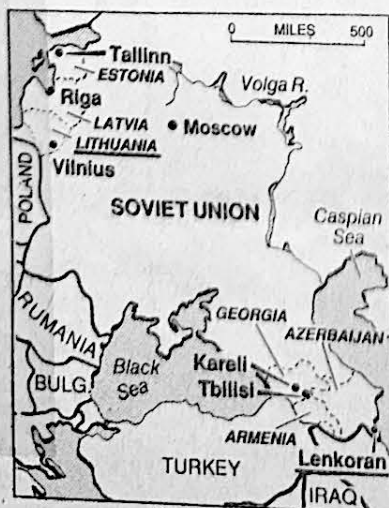 0 MILES 500
Tallinn
ESTONIA
Volga R.
Riga
LATVIA
Moscow
LITHUANIA
Vilnius
POLAND
SOVIET UNION
Caspian
Sea
RUMANIA
GEORGIA
AZERBAIJAN
Black
Sea
Kareli
Tbilisi
BULG.
ARMENIA
Lenkoran
TURKEY
IRAQ